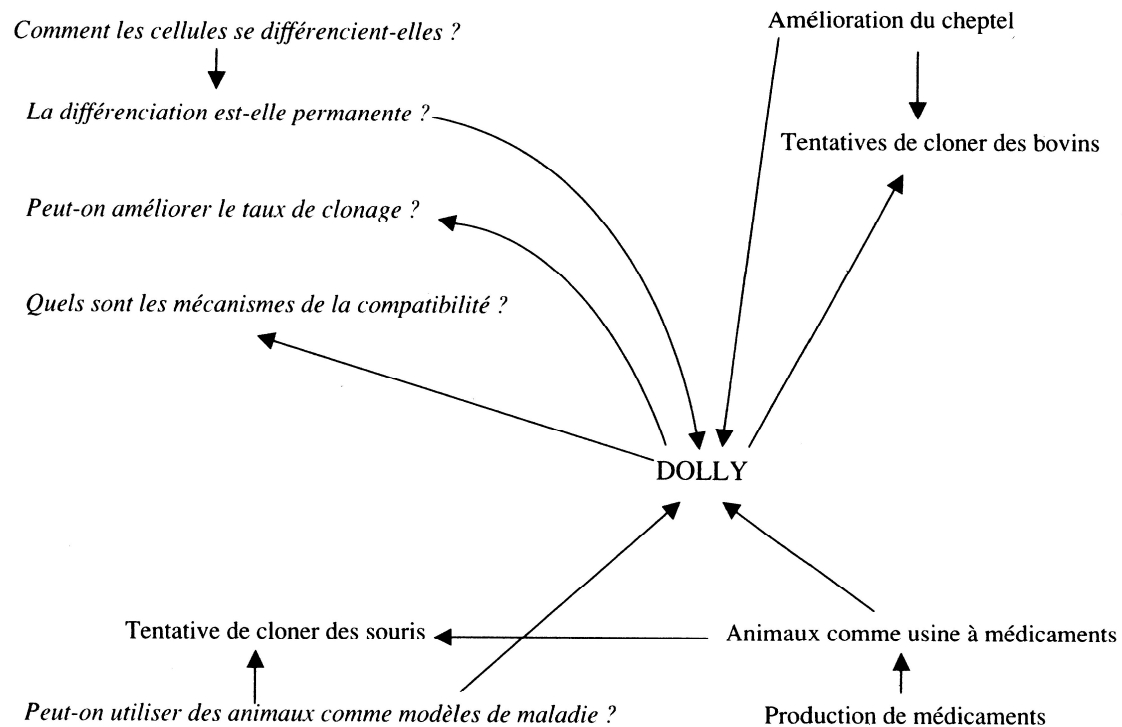 Comment les cellules se différencient-elles ?
Amélioration du cheptel
La différenciation est-elle permanente ?
Tentatives de cloner des bovins
Peut-on améliorer le taux de clonage ?
Quels sont les mécanismes de la compatibilité ?
DOLLY
Tentative de cloner des souris
Animaux comme usine à médicaments
Peut-on utiliser des animaux comme modèles de maladie ?
Production de médicaments